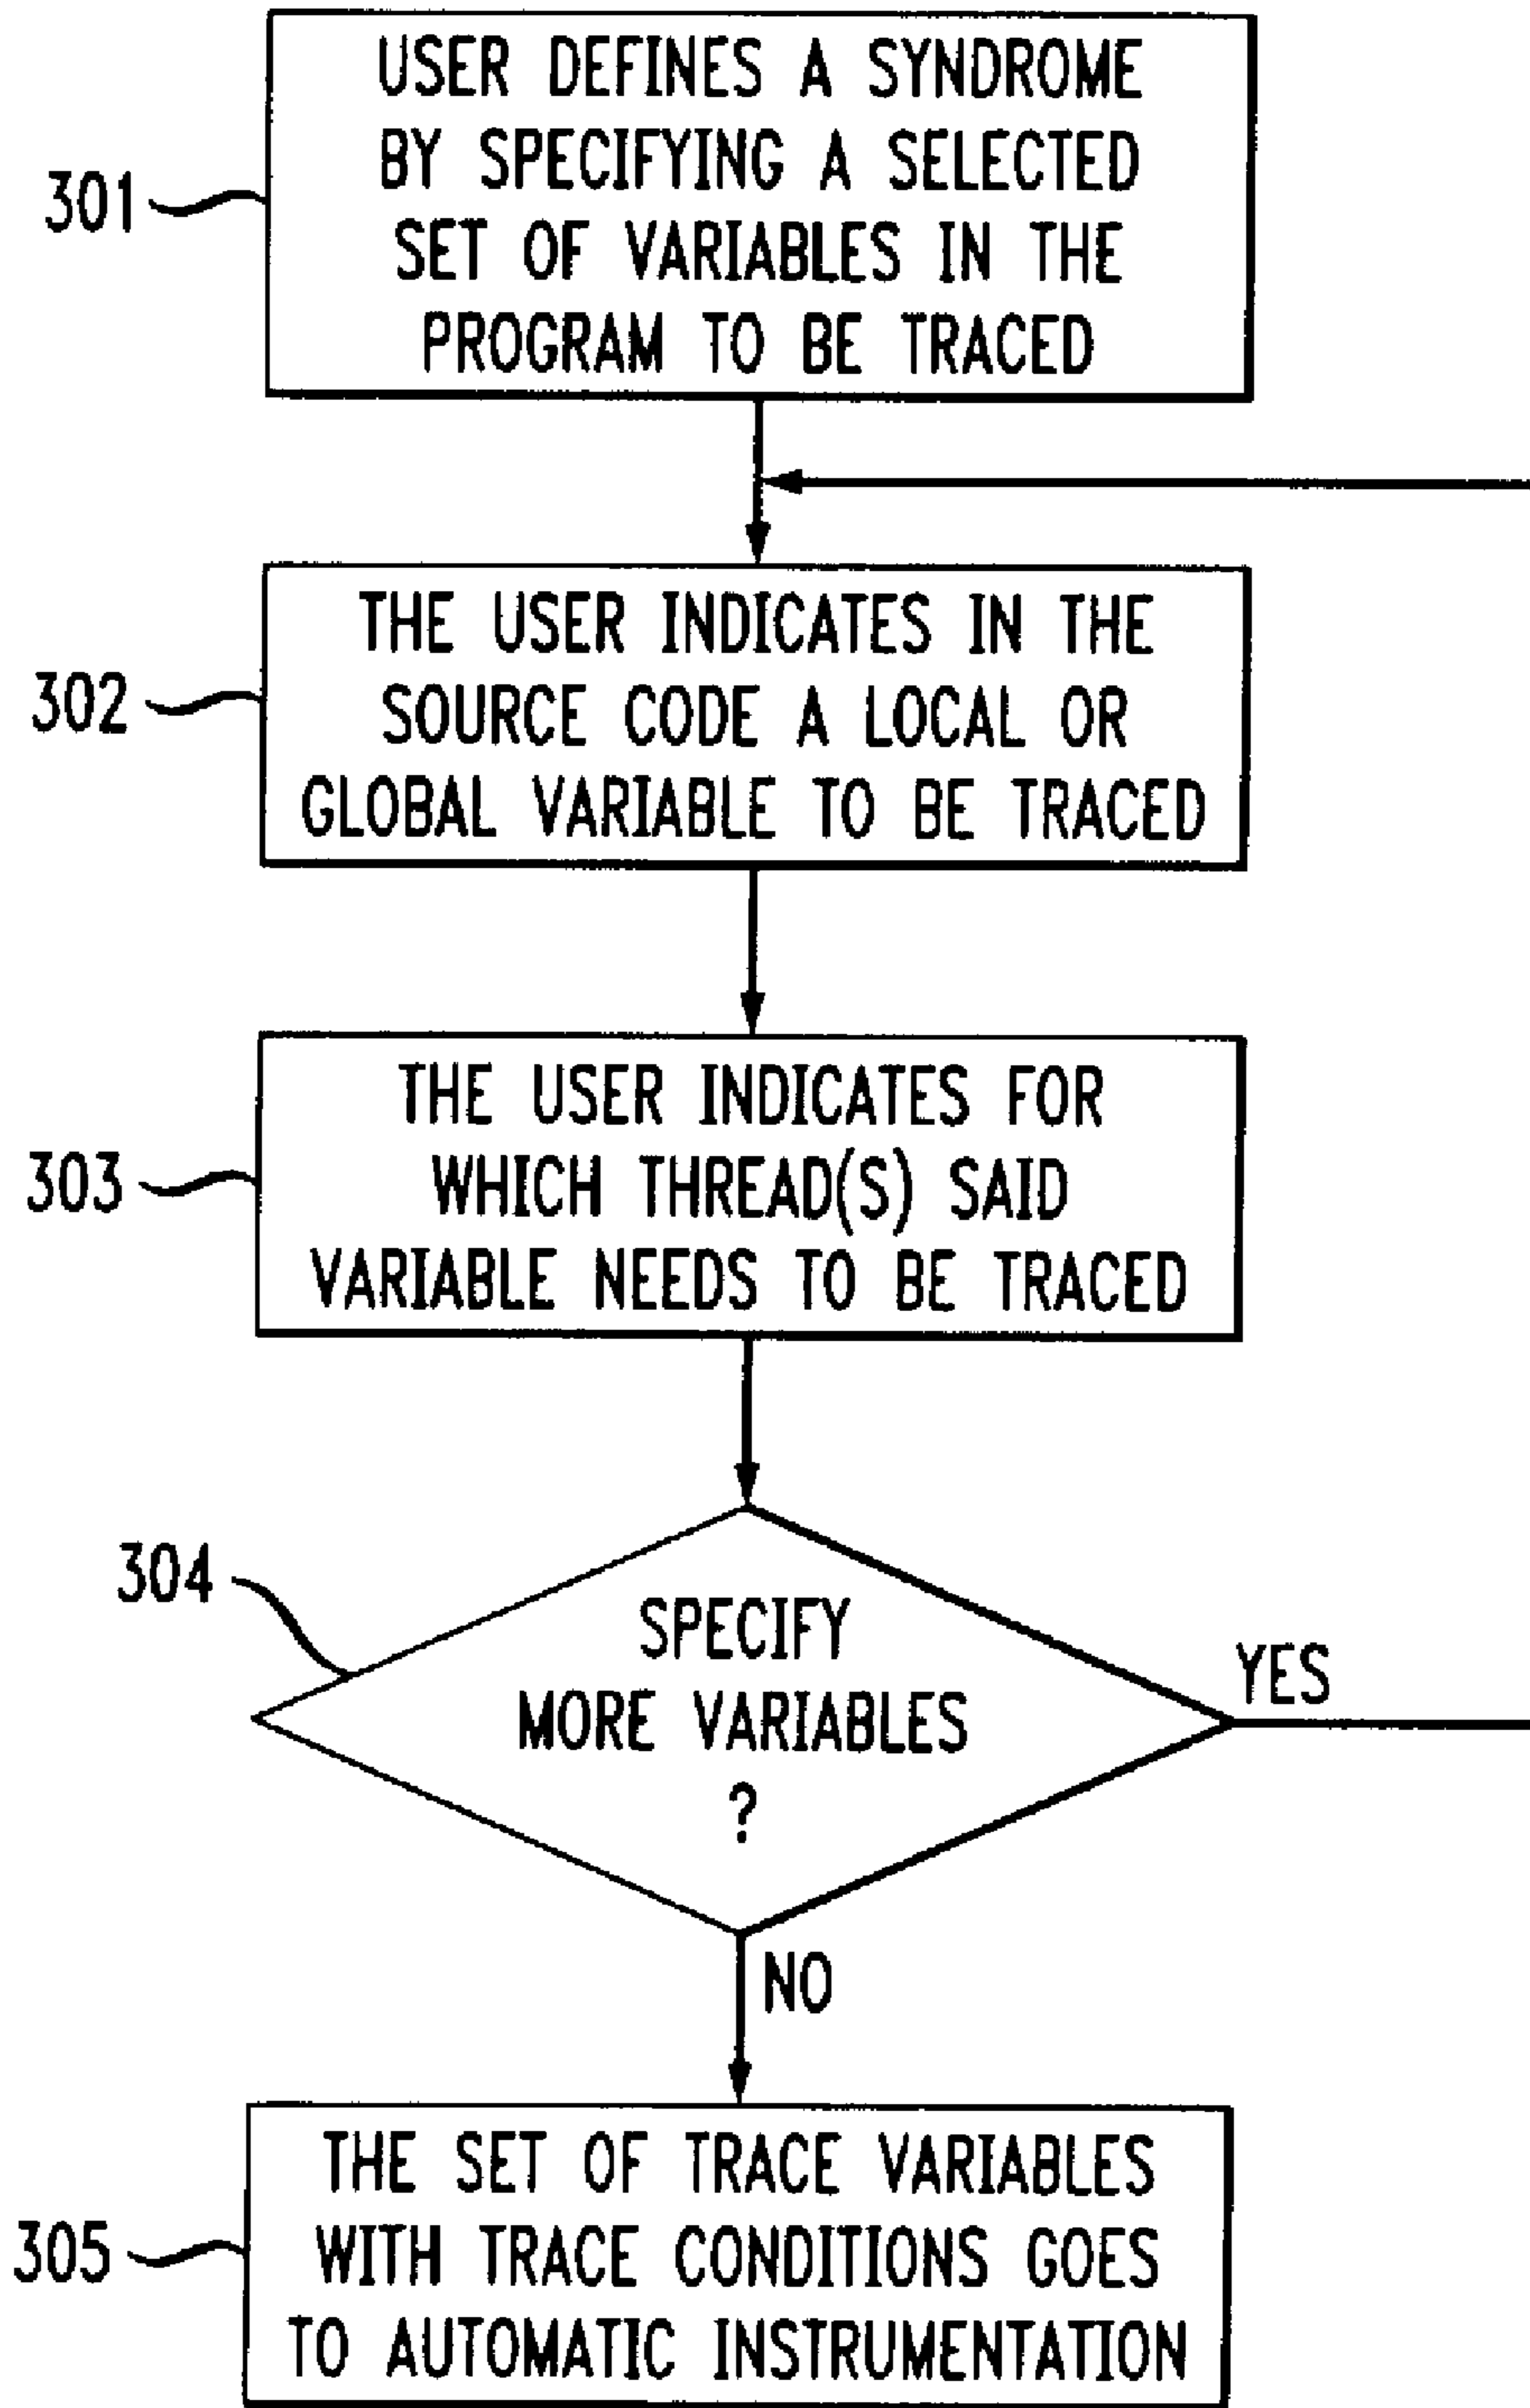 USER DEFINES A SYNDROME
BY SPECIFYING A SELECTED
SET OF VARIABLES IN THE
PROGRAM TO BE TRACED
301
THE USER INDICATES IN THE
SOURCE CODE A LOCAL OR
GLOBAL VARIABLE TO BE TRACED
302
THE USER INDICATES FOR
WHICH THREAD(S) SAID
VARIABLE NEEDS TO BE TRACED
303
304
SPECIFY
MORE VARIABLES
?
YES
NO
THE SET OF TRACE VARIABLES
WITH TRACE CONDITIONS GOES
TO AUTOMATIC INSTRUMENTATION
305